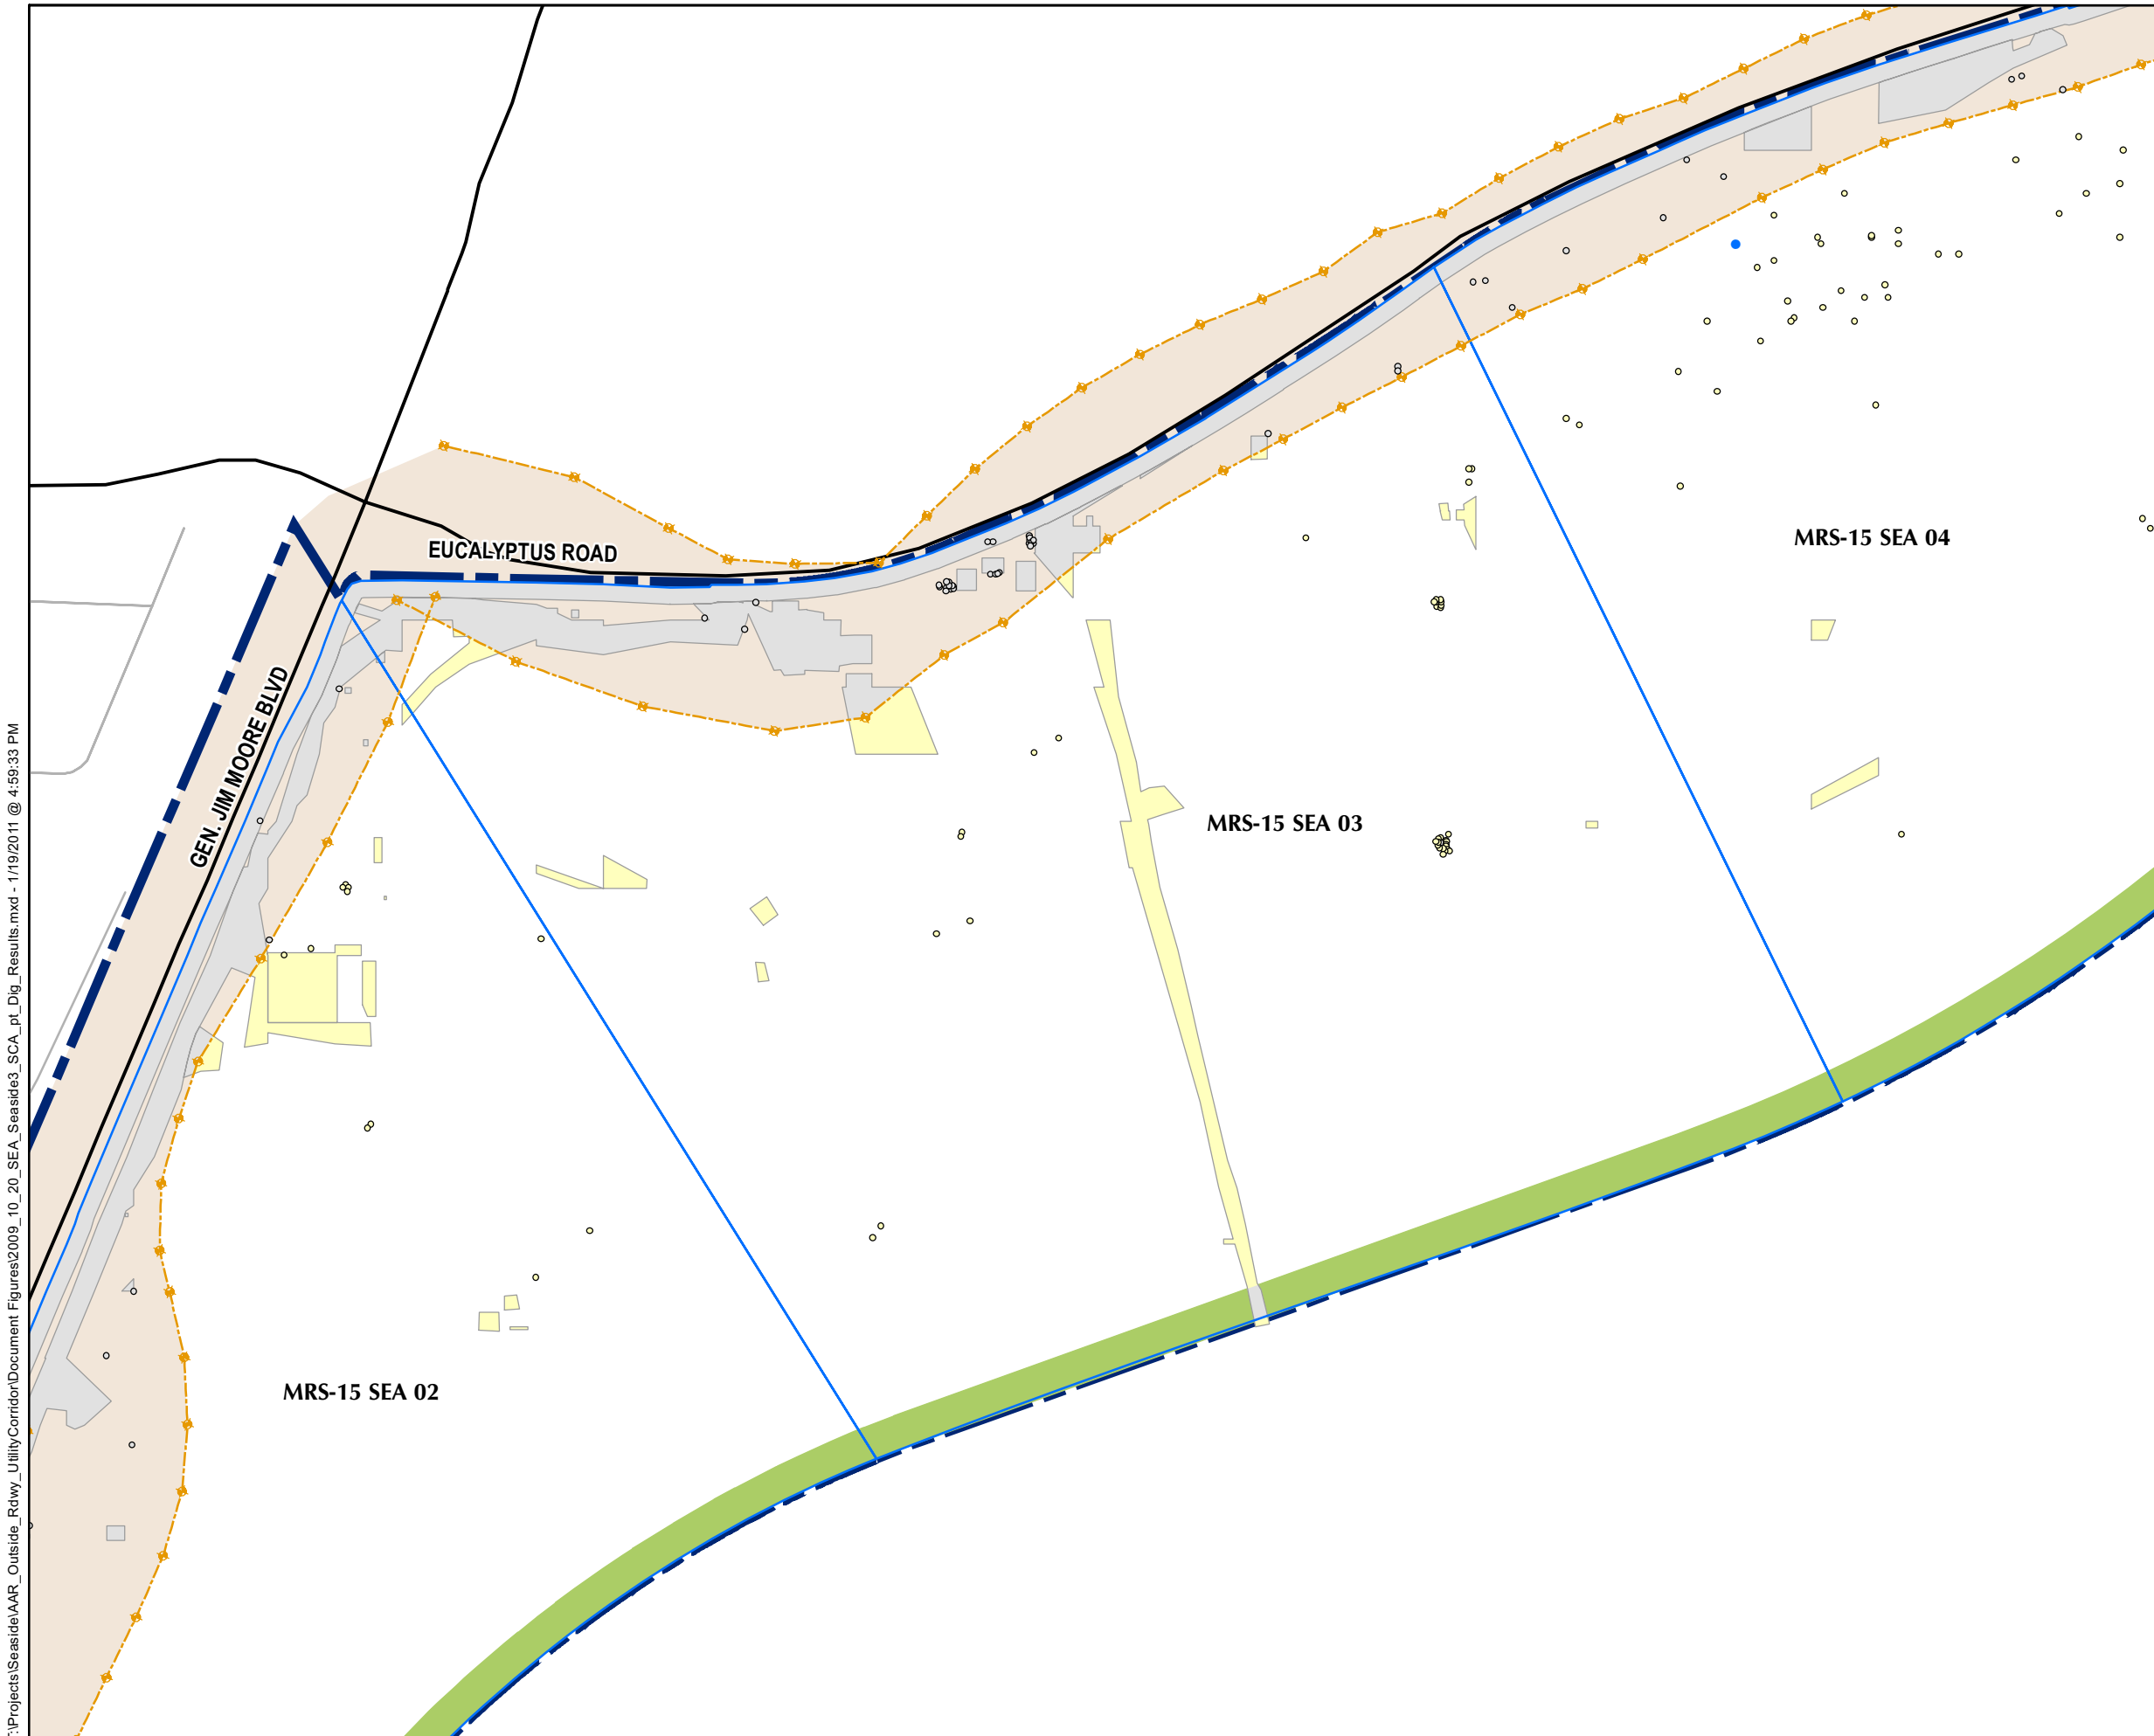 EUCALYPTUS ROAD
MRS-15 SEA 04
GEN. JIM MOORE BLVD
MRS-15 SEA 03
MRS-15 SEA 02
:\Projects\Seaside\AAR_Outside_Rdwy_UtilityCorridor\Document Figures\2009_10_20_SEA_Seaside3_SCA_pt_Dig_Results.mxd - 1/19/2011 @ 4:59:33 PM